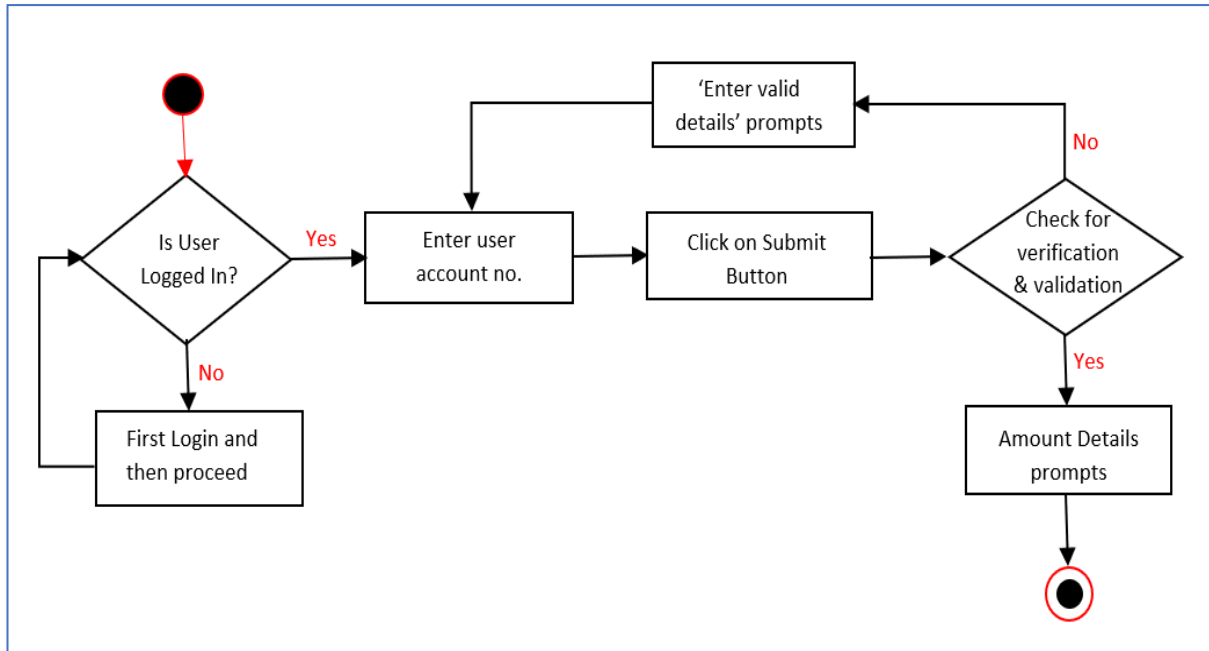 'Enter valid
details' prompts
No
Is User
Logged In?
Yes
Enter user
account no.
Click on Submit
Button
Check for
verification
& validation
No
Yes
First Login and
then proceed
Amount Details
prompts